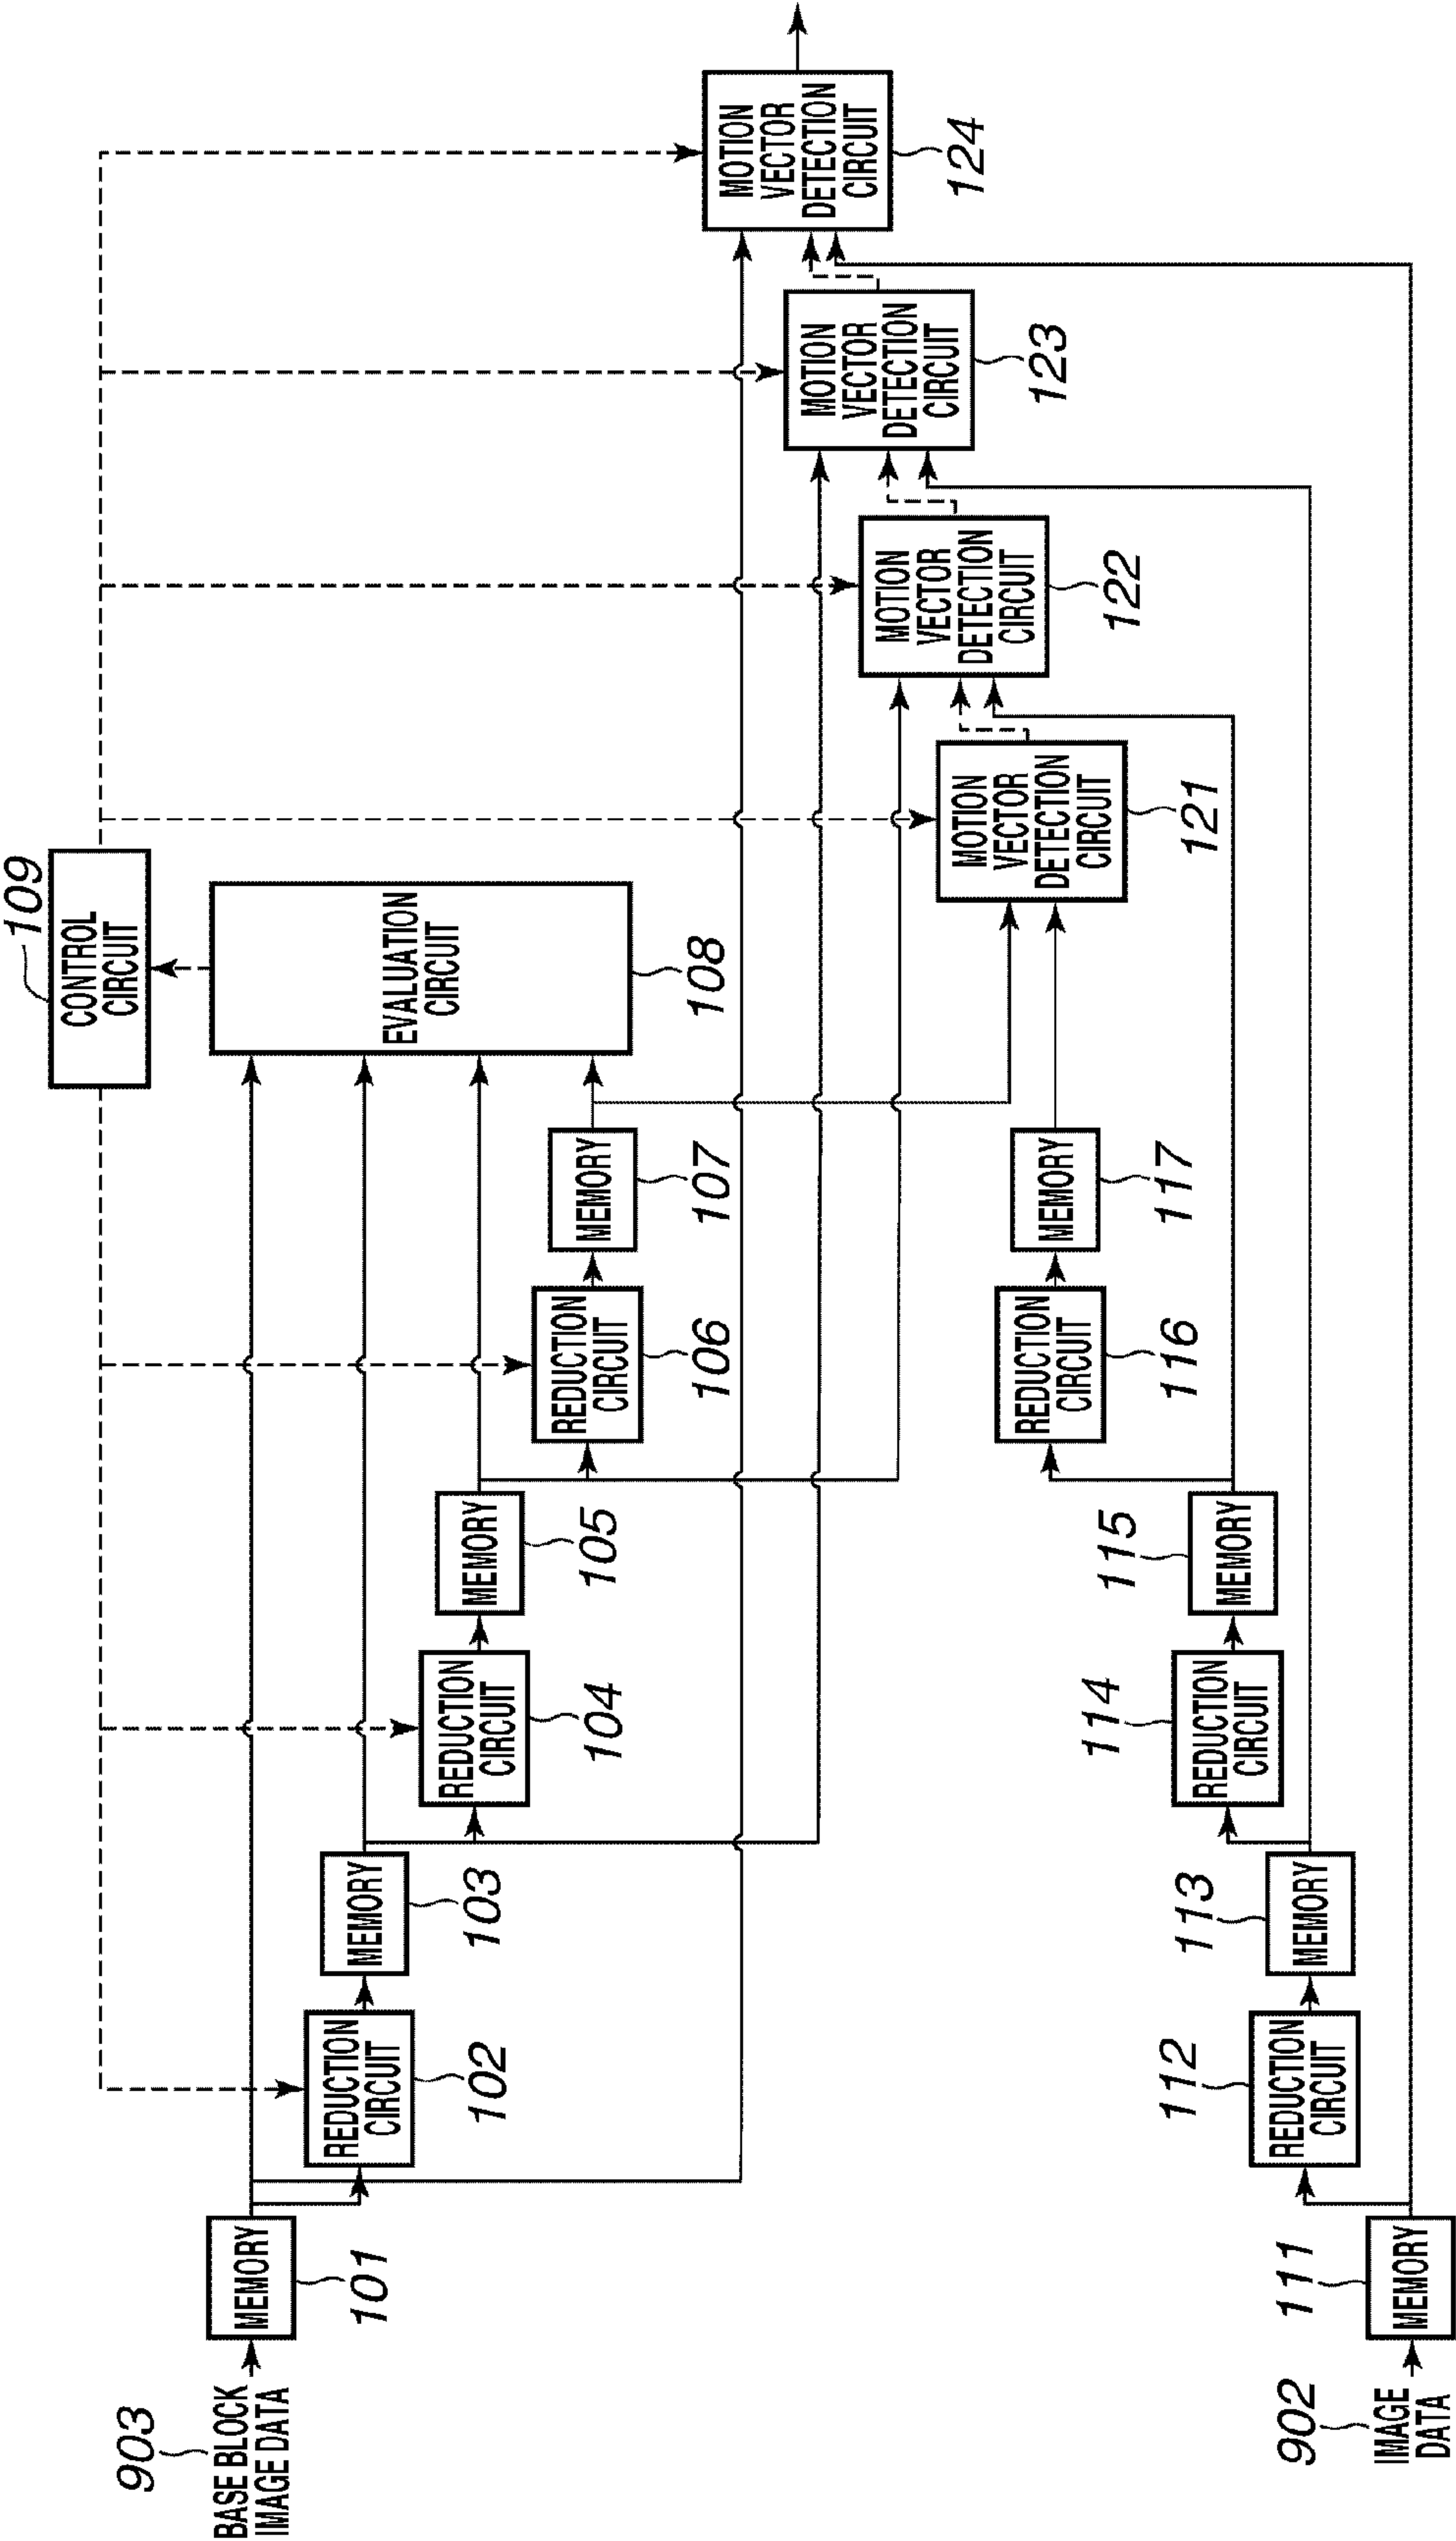 109
CONTROL
CIRCUIT
EVALUATION
CIRCUIT
108
903
BASE BLOCK
IMAGE DATA
MEMORY
101
REDUCTION
CIRCUIT
102
MEMORY
103
REDUCTION
CIRCUIT
104
MEMORY
105
REDUCTION
CIRCUIT
106
MEMORY
107
MOTION
VECTOR
DETECTION
CIRCUIT
124
MOTION
VECTOR
DETECTION
CIRCUIT
123
MOTION
VECTOR
DETECTION
CIRCUIT
122
MOTION
VECTOR
DETECTION
CIRCUIT
121
902
IMAGE
DATA
MEMORY
111
REDUCTION
CIRCUIT
112
MEMORY
113
REDUCTION
CIRCUIT
114
MEMORY
115
REDUCTION
CIRCUIT
116
MEMORY
117